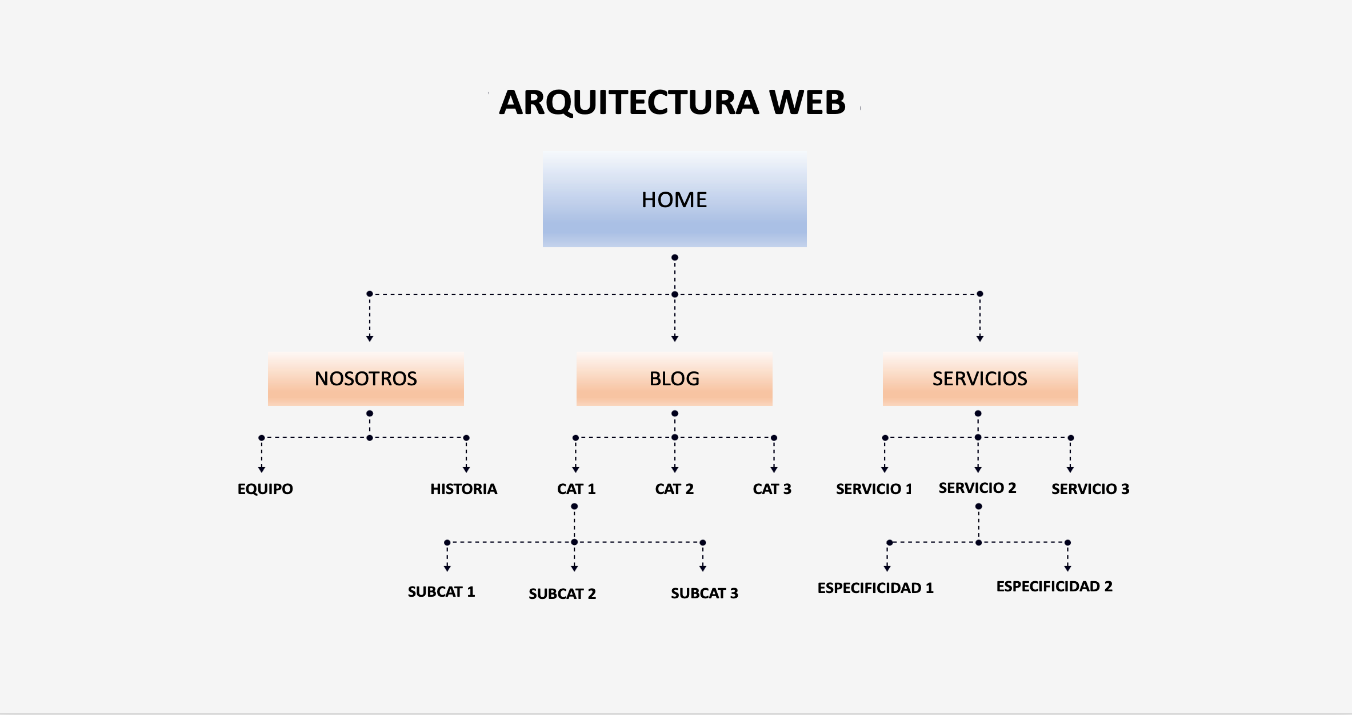 ARQUITECTURA WEB
HOME
NOSOTROS
BLOG
SERVICIOS
EQUIPO
HISTORIA
CAT 1
CAT 2
CAT 3
SERVICIO 1
SERVICIO 2
SERVICIO 3
SUBCAT 1
SUBCAT 2
SUBCAT 3
ESPECIFICIDAD 1
ESPECIFICIDAD 2